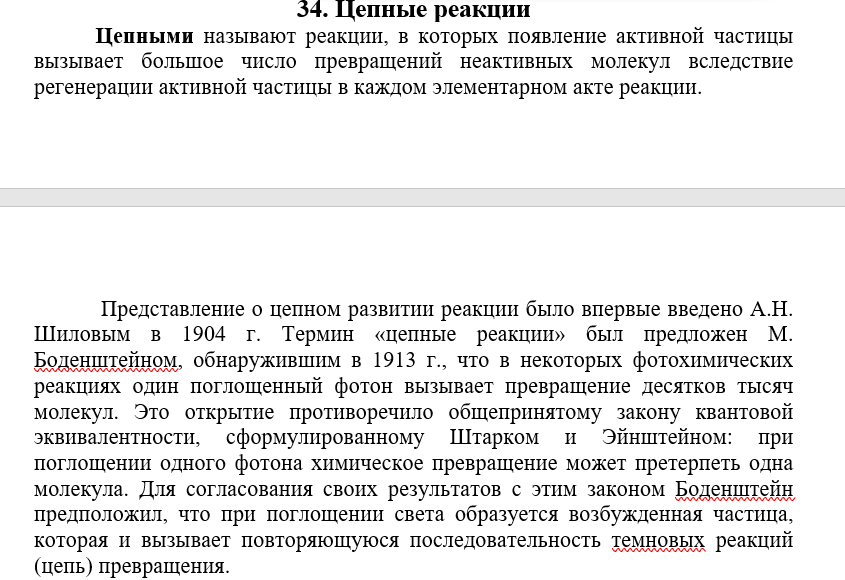 34. Цепные реакции
Цепными называют реакции, в которых появление активной частицы
вызывает большое число превращений неактивных молекул вследствие
регенерации активной частицы в каждом элементарном акте реакции.
Представление о цепном развитии реакции было впервые введено А.Н.
Шиловым в 1904 г. Термин «цепные реакции» был предложен М.
Боденштейном, обнаружившим в 1913 г., что в некоторых фотохимических
реакциях один поглощенный фотон вызывает превращение десятков тысяч
молекул. Это открытие противоречило общепринятому закону квантовой
эквивалентности, сформулированному Штарком и Эйнштейном: при
поглощении одного фотона химическое превращение может претерпеть одна
молекула. Для согласования своих результатов с этим законом Боденштейн
предположил, что при поглощении света образуется возбужденная частица,
которая и вызывает повторяющуюся последовательность темновых реакций
(цепь) превращения.